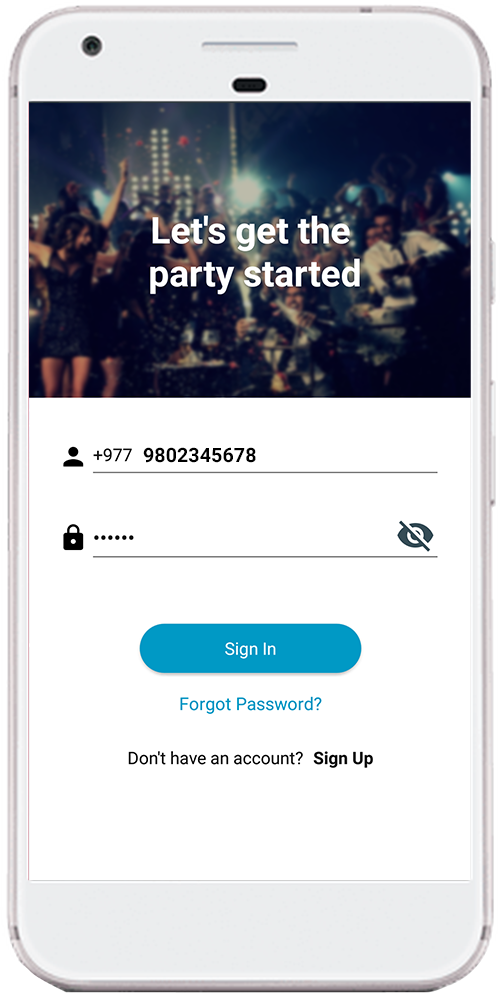 Let's get the
party started
+977 9802345678
••••••
Sign In
Forgot Password?
Don't have an account? Sign Up